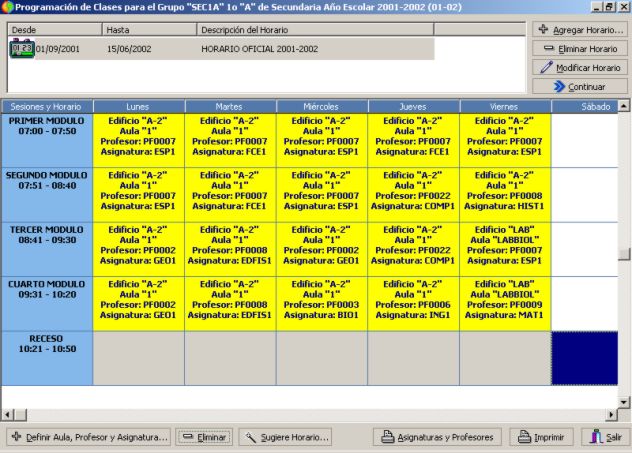 Programación de Clases para el Grupo "SEC1A" 1o "A" de Secundaria Año Escolar 2001-2002 (01-02)
Desde Hasta Descripción del Horario
01/09/2001 15/06/2002 HORARIO OFICIAL 2001-2002
Agregar Horario...
Eliminar Horario
Modificar Horario
Continuar
Sesiones y Horario Lunes Martes Miércoles Jueves Viernes Sábado
PRIMER MODULO Edificio "A-2" Edificio "A-2" Edificio "A-2" Edificio "A-2" Edificio "A-2"
07:00 - 07:50 Aula "1" Aula "1" Aula "1" Aula "1" Aula "1"
Profesor: PF0007 Profesor: PF0007 Profesor: PF0007 Profesor: PF0007 Profesor: PF0007
Asignatura: ESP1 Asignatura: FCE1 Asignatura: ESP1 Asignatura: FCE1 Asignatura: ESP1
SEGUNDO MODULO Edificio "A-2" Edificio "A-2" Edificio "A-2" Edificio "A-2" Edificio "A-2"
07:51 - 08:40 Aula "1" Aula "1" Aula "1" Aula "1" Aula "1"
Profesor: PF0007 Profesor: PF0007 Profesor: PF0007 Profesor: PF0022 Profesor: PF0008
Asignatura: ESP1 Asignatura: FCE1 Asignatura: ESP1 Asignatura: COMP1 Asignatura: HIST1
TERCER MODULO Edificio "A-2" Edificio "A-2" Edificio "A-2" Edificio "A-2" Edificio "LAB"
08:41 - 09:30 Aula "1" Aula "1" Aula "1" Aula "1" Aula "LABBIOL"
Profesor: PF0002 Profesor: PF0008 Profesor: PF0002 Profesor: PF0022 Profesor: PF0007
Asignatura: GEO1 Asignatura: EDFIS1 Asignatura: GEO1 Asignatura: COMP1 Asignatura: ESP1
CUARTO MODULO Edificio "A-2" Edificio "A-2" Edificio "A-2" Edificio "A-2" Edificio "LAB"
09:31 - 10:20 Aula "1" Aula "1" Aula "1" Aula "1" Aula "LABBIOL"
Profesor: PF0002 Profesor: PF0008 Profesor: PF0003 Profesor: PF0006 Profesor: PF0009
Asignatura: GEO1 Asignatura: EDFIS1 Asignatura: BIO1 Asignatura: ING1 Asignatura: MAT1
RECESO
10:21 - 10:50
Definir Aula, Profesor y Asignatura... Eliminar Sugiere Horario... Asignaturas y Profesores Imprimir Salir